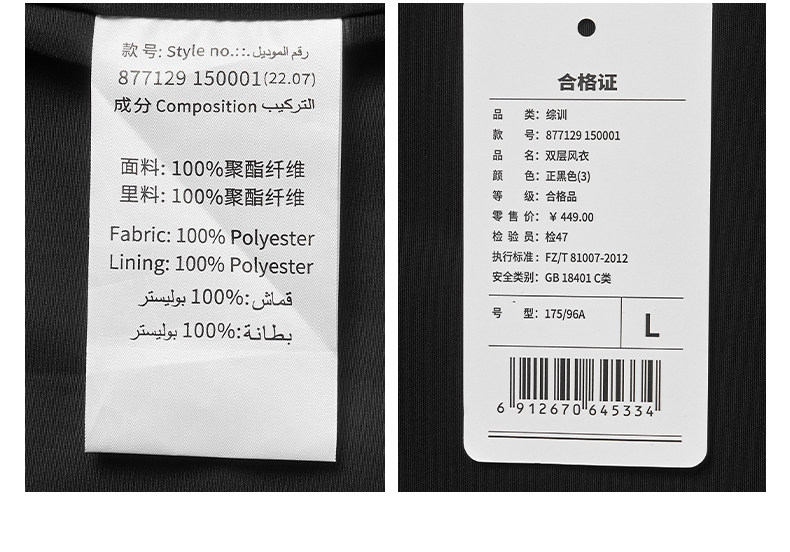 款号: Style no.::. رقم الموديل
877129 150001(22.07)
成分 Composition التركيب
面料: 100%聚酯纤维
里料: 100%聚酯纤维
Fabric: 100% Polyester
Lining: 100% Polyester
قماش:100% بوليستر
بطانة:100% بوليستر
合格证
品 类: 综训
款 号: 877129 150001
品 名: 双层风衣
颜 色: 正黑色(3)
等 级: 合格品
零售价: ¥ 449.00
检验员: 检47
执行标准: FZ/T 81007-2012
安全类别: GB 18401 C类
号 型: 175/96A
L
6 912670 645334